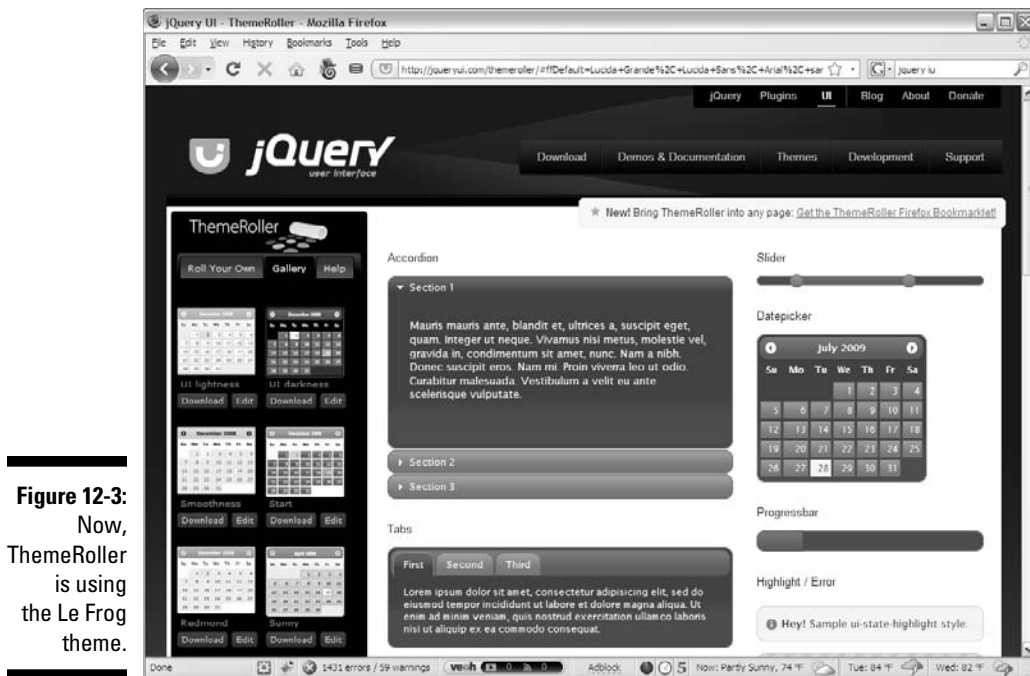 jQuery UI - ThemeRoller - Mozilla Firefox
File Edit View History Bookmarks Tools Help
http://jqueryui.com/themeroller/#ffDefault=Lucida+Grande%2C+Lucida+Sans%2C+Arial%2C+sar
jquery iu
jQuery Plugins UI Blog About Donate
jQuery
user interface
Download Demos & Documentation Themes Development Support
New! Bring ThemeRoller into any page: Get the ThemeRoller Firefox Bookmarklet!
ThemeRoller
Roll Your Own Gallery Help
UI lightness UI darkness
Download Edit Download Edit
Smoothness Start
Download Edit Download Edit
Redmond Sunny
Download Edit Download Edit
Accordion
Section 1
Mauris mauris ante, blandit et, ultrices a, suscipit eget,
quam. Integer ut neque. Vivamus nisi metus, molestie vel,
gravida in, condimentum sit amet, nunc. Nam a nibh.
Donec suscipit eros. Nam mi. Proin viverra leo ut odio.
Curabitur malesuada. Vestibulum a velit eu ante
scelerisque vulputate.
Section 2
Section 3
Tabs
First Second Third
Lorem ipsum dolor sit amet, consectetur adipisicing elit, sed do
eiusmod tempor incididunt ut labore et dolore magna aliqua. Ut
enim ad minim veniam, quis nostrud exercitation ullamco laboris
nisi ut aliquip ex ea commodo consequat.
Slider
Datepicker
July 2009
Su Mo Tu We Th Fr Sa
1 2 3 4
5 6 7 8 9 10 11
12 13 14 15 16 17 18
19 20 21 22 23 24 25
26 27 28 29 30 31
Progressbar
Highlight / Error
Hey! Sample ui-state-highlight style.
Done 1431 errors / 59 warnings veoh 0 0 Adblock 5 Now: Partly Sunny, 74 °F Tue: 84 °F Wed: 82 °F
Figure 12-3:
Now,
ThemeRoller
is using
the Le Frog
theme.